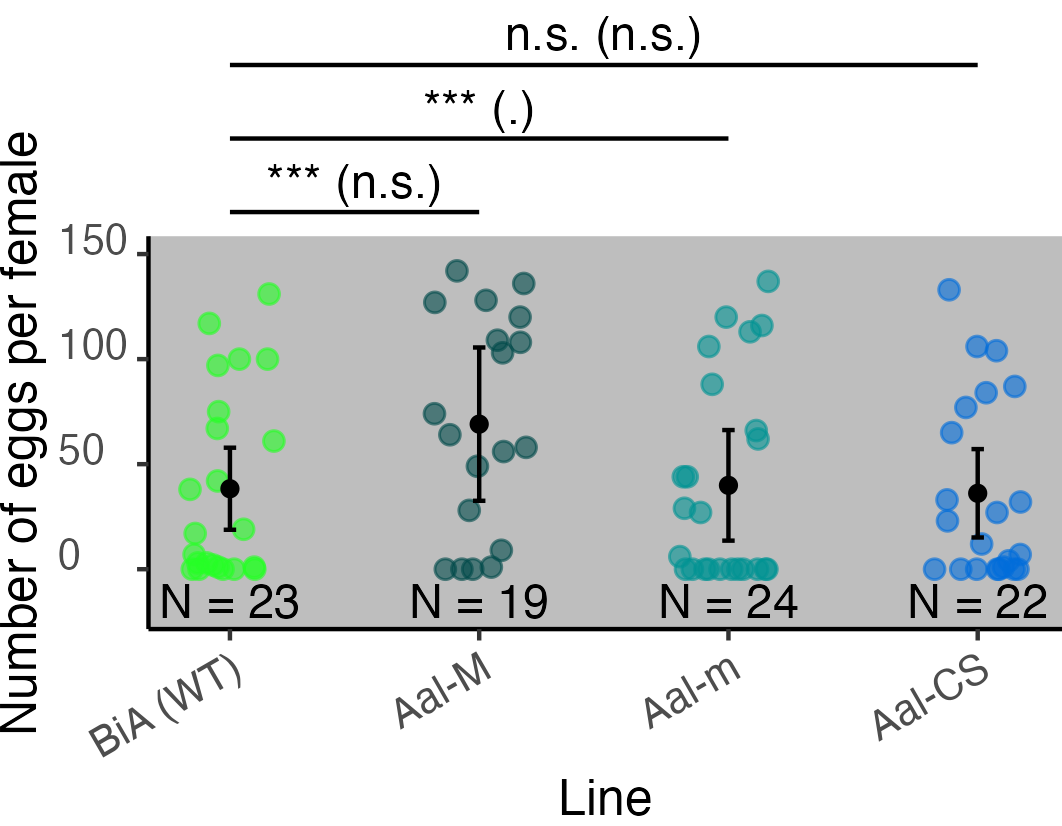 n.s. (n.s.)
*** (.)
*** (n.s.)
Number of eggs per female
150
100
50
0
N = 23
N = 19
N = 24
N = 22
BiA (WT)
Aal-M
Aal-m
Aal-CS
Line